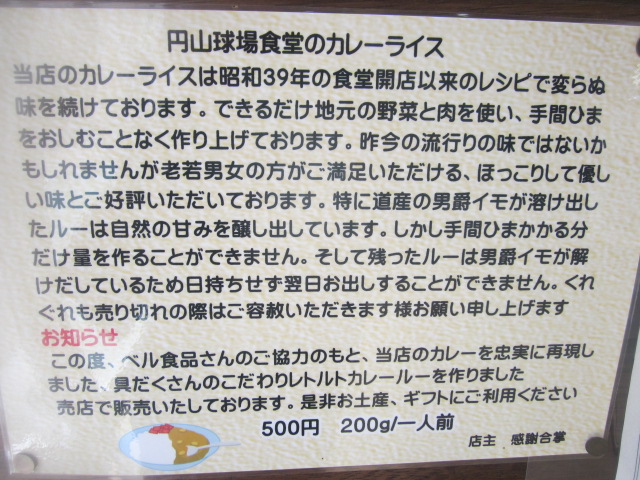 円山球場食堂のカレーライス
当店のカレーライスは昭和39年の食堂開店以来のレシピで変らぬ
味を続けております。できるだけ地元の野菜と肉を使い、手間ひま
をおしむことなく作り上げております。昨今の流行りの味ではないか
もしれませんが老若男女の方がご満足いただける、ほっこりして優し
い味とご好評いただいております。特に道産の男爵イモが溶け出し
たルーは自然の甘みを醸し出しています。しかし手間ひまかかる分
だけ量を作ることができません。そして残ったルーは男爵イモが解
けだしているため日持ちせず翌日お出しすることができません。くれ
ぐれも売り切れの際はご容赦いただきます様お願い申し上げます
お知らせ
この度、ベル食品さんのご協力のもと、当店のカレーを忠実に再現し
ました、具だくさんのこだわりレトルトカレールーを作りました
売店で販売いたしております。是非お土産、ギフトにご利用ください
500円 200g/一人前
店主 感謝合掌